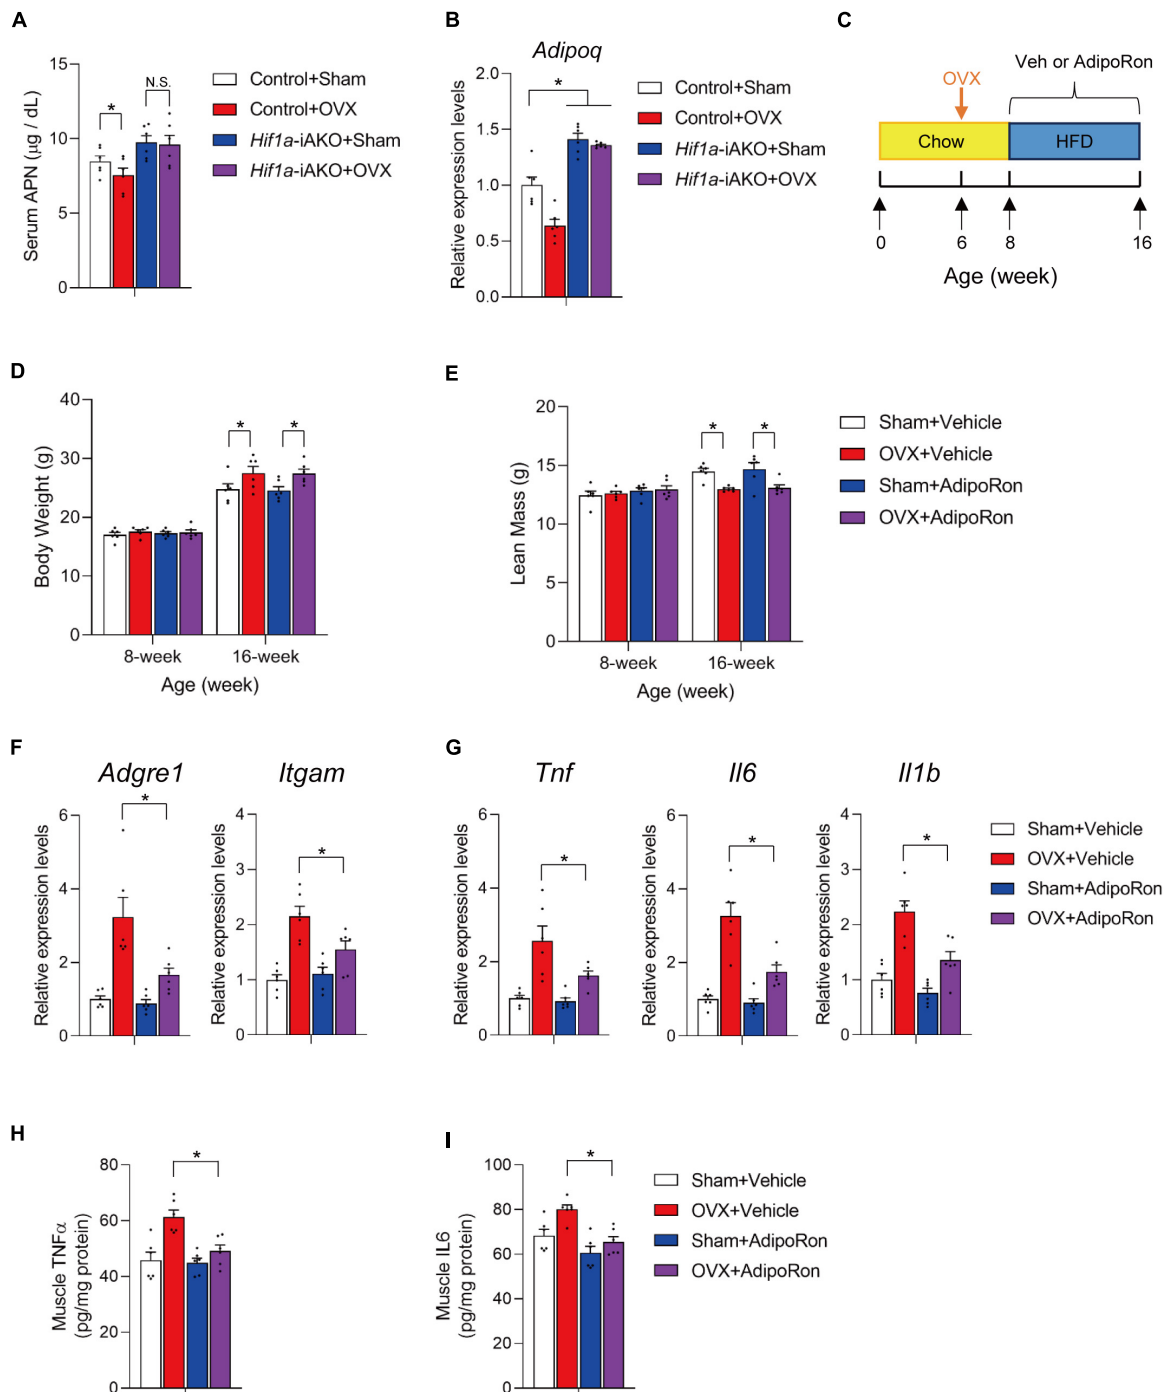 A
Serum APN (μg / dL)
15
10
5
0
*
N.S.
Control+Sham
Control+OVX
Hif1a-iAKO+Sham
Hif1a-iAKO+OVX
B
Adipoq
Relative expression levels
2.0
1.5
1.0
0.5
0.0
*
Control+Sham
Control+OVX
Hif1a-iAKO+Sham
Hif1a-iAKO+OVX
C
Veh or AdipoRon
OVX
Chow
HFD
0
6
8
16
Age (week)
D
Body Weight (g)
40
30
20
10
0
*
*
8-week
16-week
Age (week)
E
Lean Mass (g)
20
15
10
5
0
*
*
8-week
16-week
Age (week)
Sham+Vehicle
OVX+Vehicle
Sham+AdipoRon
OVX+AdipoRon
F
Adgre1
Relative expression levels
6
4
2
0
*
Itgam
Relative expression levels
4
3
2
1
0
*
G
Tnf
Relative expression levels
6
4
2
0
*
Il6
Relative expression levels
6
4
2
0
*
Il1b
Relative expression levels
4
3
2
1
0
*
Sham+Vehicle
OVX+Vehicle
Sham+AdipoRon
OVX+AdipoRon
H
Muscle TNFα
(pg/mg protein)
80
60
40
20
0
*
I
Muscle IL6
(pg/mg protein)
100
80
60
40
20
0
*
Sham+Vehicle
OVX+Vehicle
Sham+AdipoRon
OVX+AdipoRon